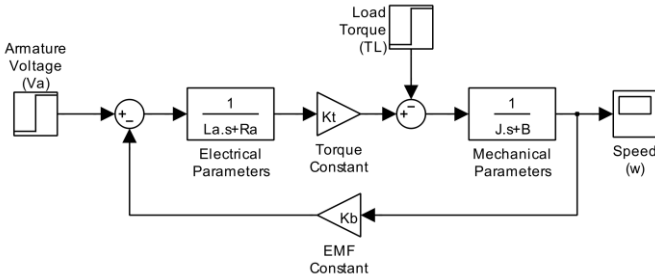 Load
Torque
(TL)
Armature
Voltage
(Va)
+
−
1
La.s+Ra
Kt
+
−
1
J.s+B
Electrical
Parameters
Torque
Constant
Mechanical
Parameters
Speed
(w)
Kb
EMF
Constant